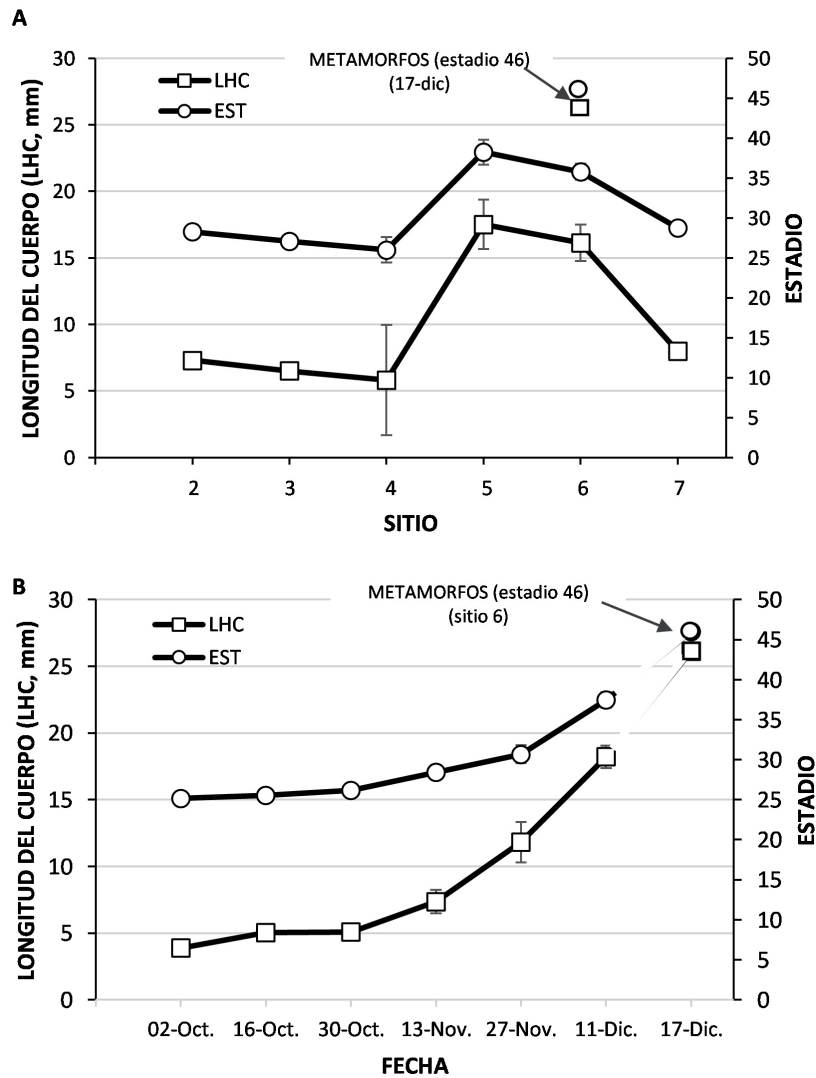 A
METAMORFOS (estadio 46)
(17-dic)
LHC
EST
30
25
20
15
10
5
0
50
45
40
35
30
25
20
15
10
5
0
LONGITUD DEL CUERPO (LHC, mm)
ESTADIO
2 3 4 5 6 7
SITIO
B
METAMORFOS (estadio 46)
(sitio 6)
LHC
EST
30
25
20
15
10
5
0
50
45
40
35
30
25
20
15
10
5
0
LONGITUD DEL CUERPO (LHC, mm)
ESTADIO
02-Oct. 16-Oct. 30-Oct. 13-Nov. 27-Nov. 11-Dic. 17-Dic.
FECHA